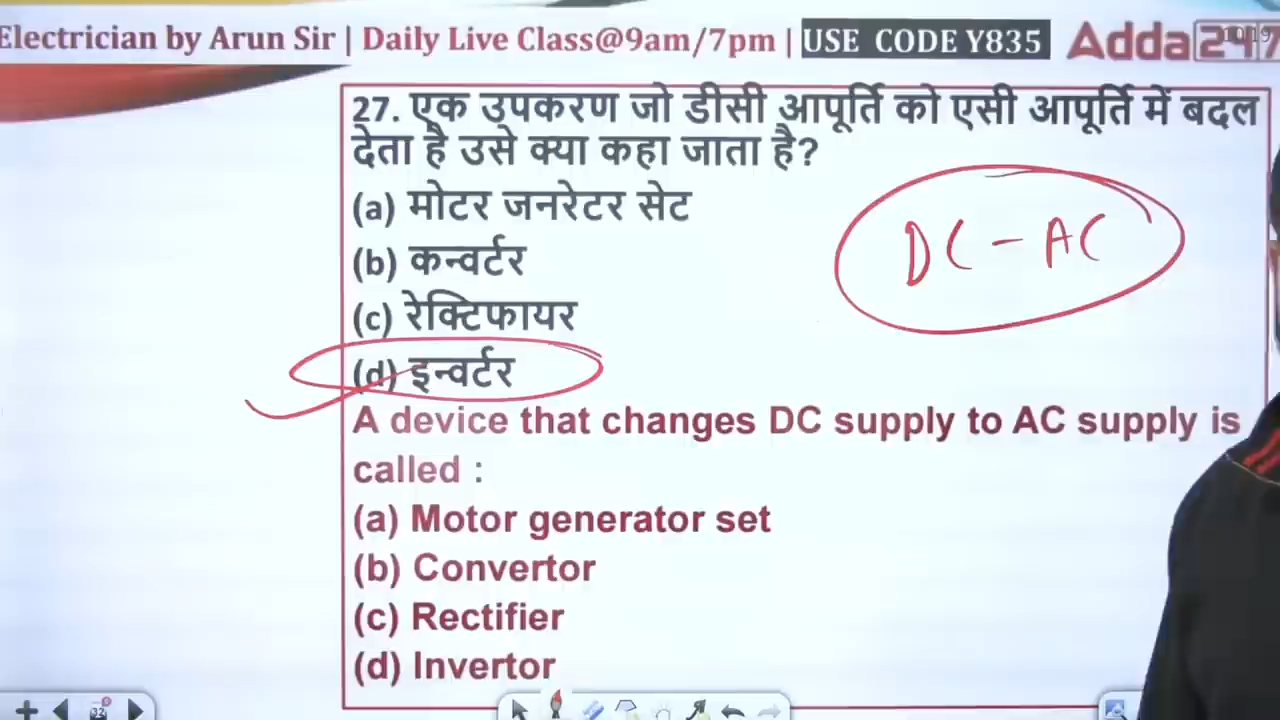 Electrician by Arun Sir | Daily Live Class@9am/7pm | USE CODE Y835 Adda247
27. एक उपकरण जो डीसी आपूर्ति को एसी आपूर्ति में बदल
देता है उसे क्या कहा जाता है?
(a) मोटर जनरेटर सेट
(b) कन्वर्टर
DC - AC
(c) रेक्टिफायर
(d) इन्वर्टर
A device that changes DC supply to AC supply is
called :
(a) Motor generator set
(b) Convertor
(c) Rectifier
(d) Invertor
32